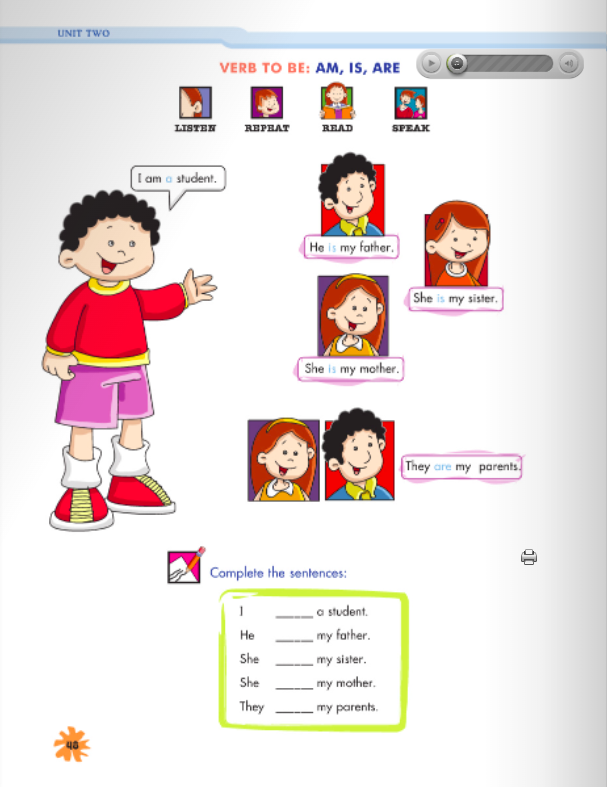 UNIT TWO
VERB TO BE: AM, IS, ARE
LISTEN REPEAT READ SPEAK
I am a student.
He is my father.
She is my sister.
She is my mother.
They are my parents.
Complete the sentences:
I _____ a student.
He _____ my father.
She _____ my sister.
She _____ my mother.
They _____ my parents.
48